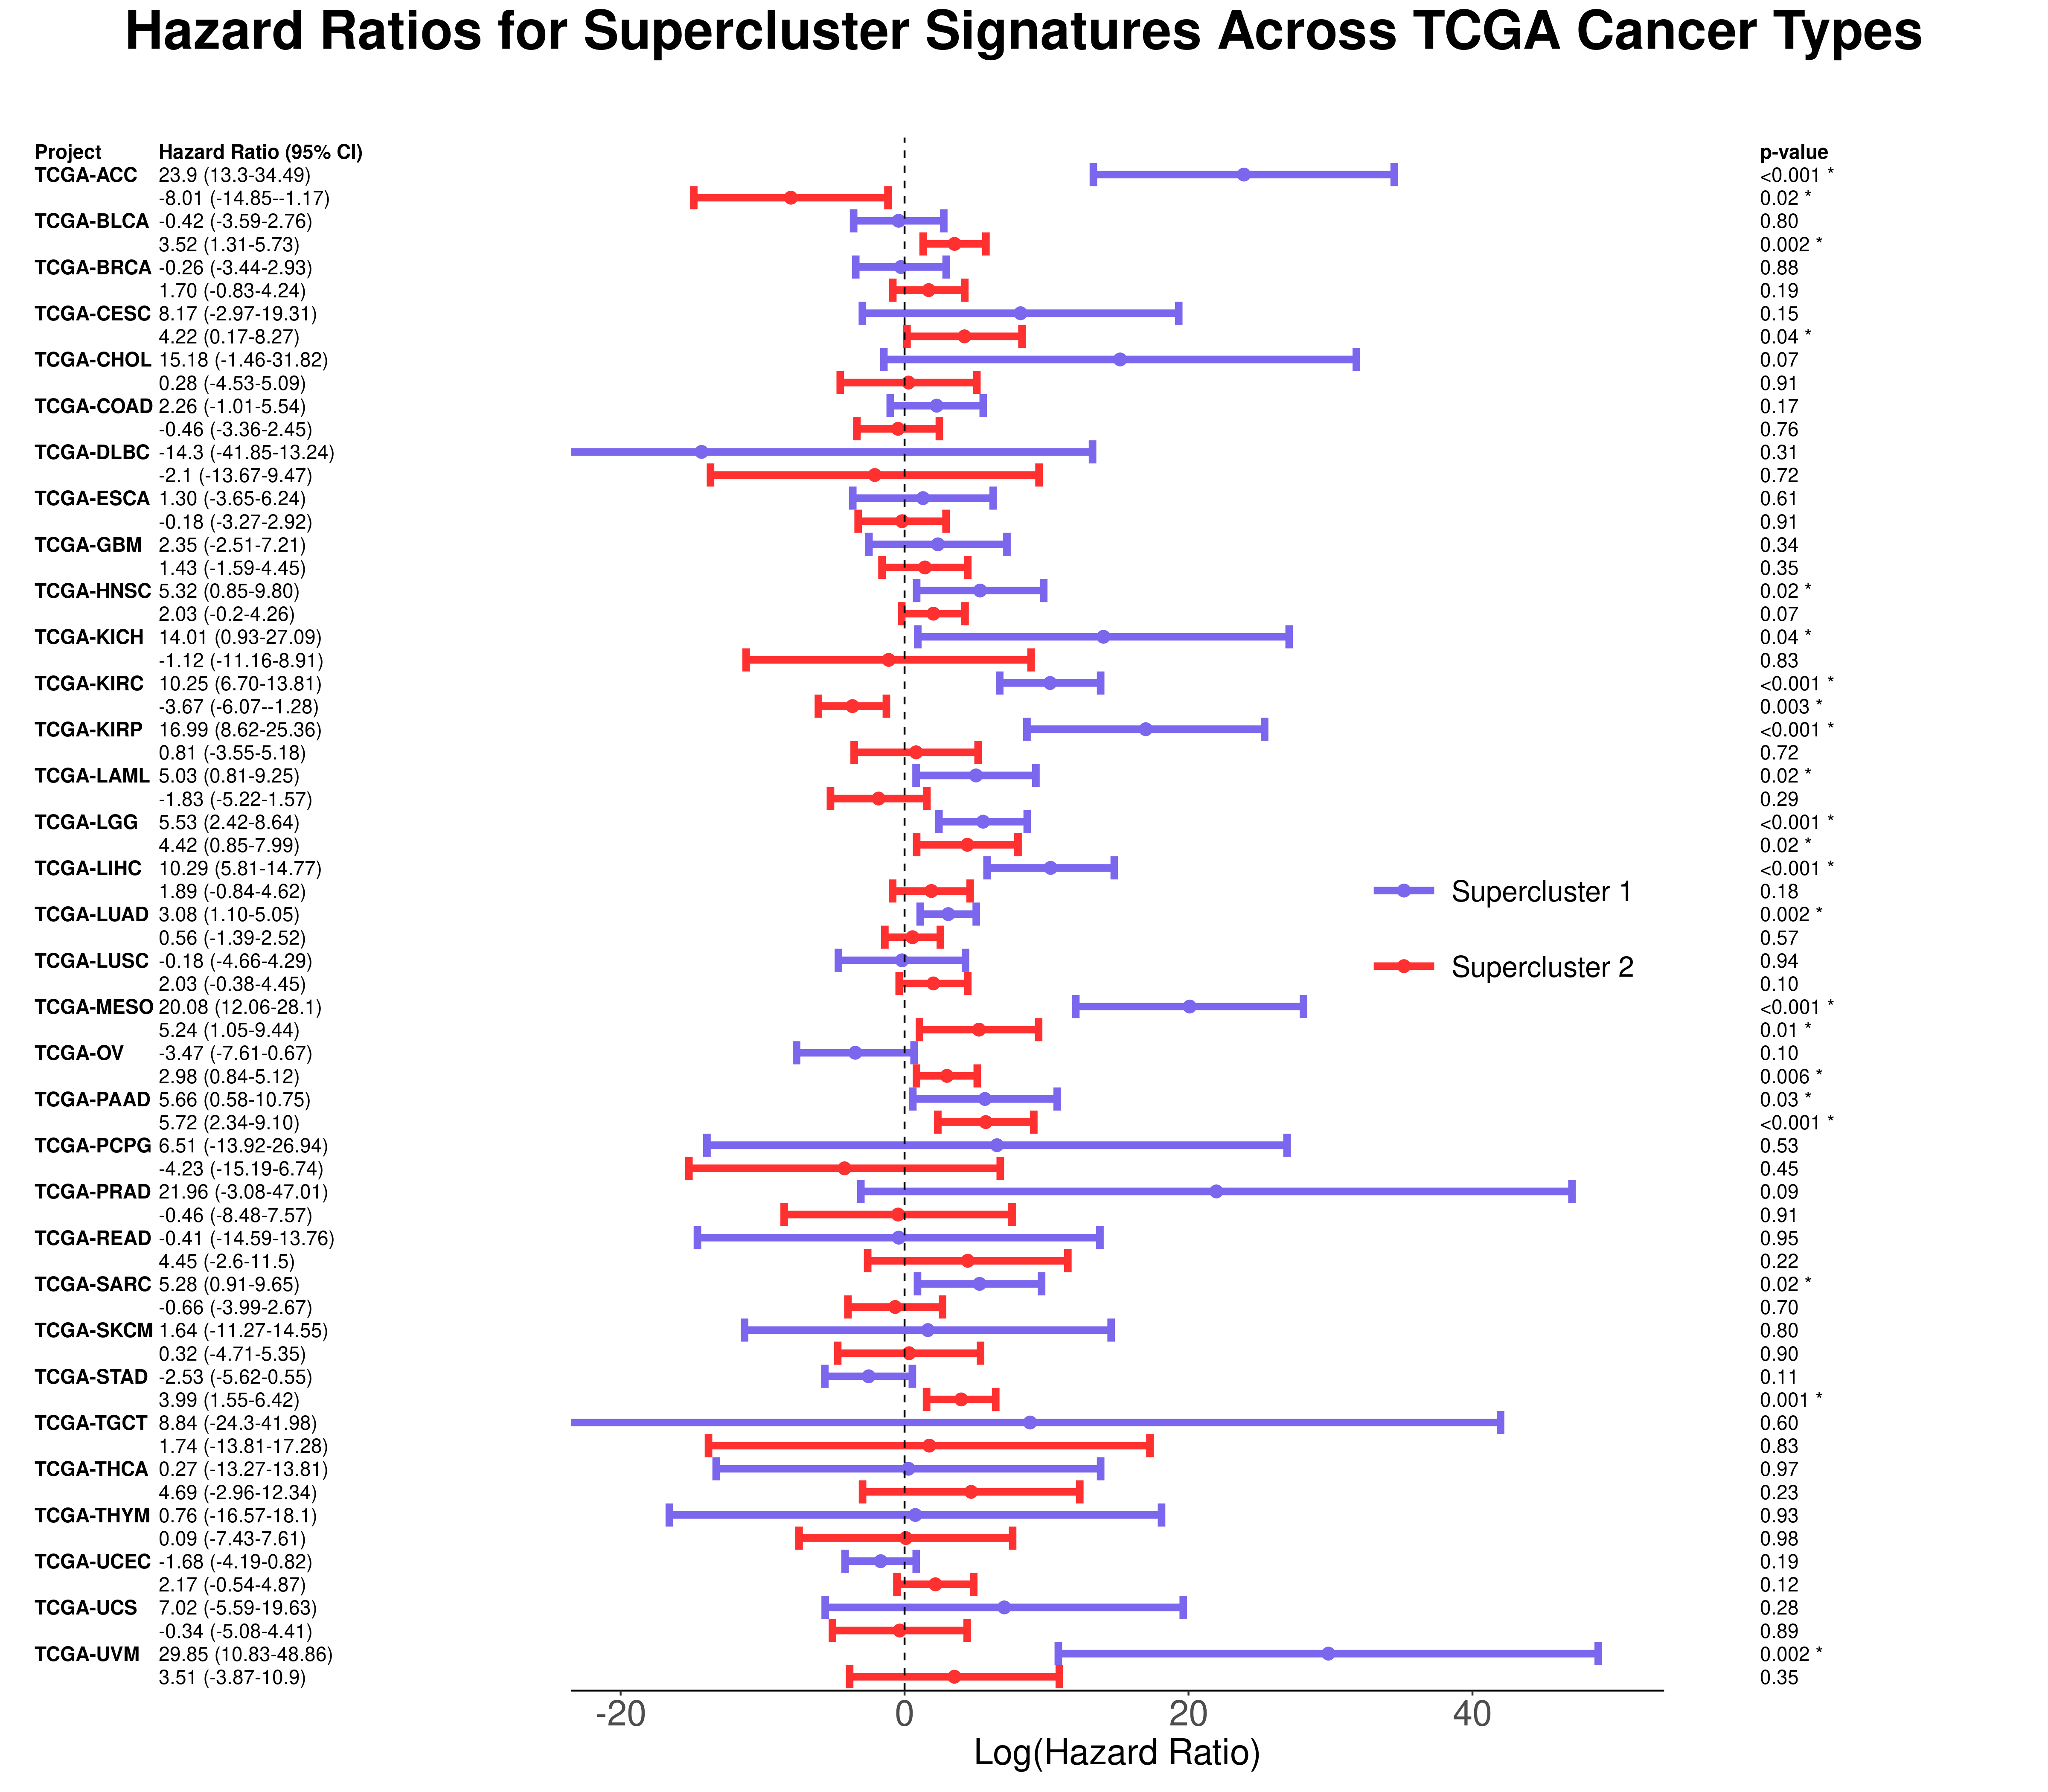 Hazard Ratios for Supercluster Signatures Across TCGA Cancer Types
Project Hazard Ratio (95% CI) p-value
TCGA-ACC 23.9 (13.3-34.49) <0.001 *
-8.01 (-14.85--1.17) 0.02 *
TCGA-BLCA -0.42 (-3.59-2.76) 0.80
3.52 (1.31-5.73) 0.002 *
TCGA-BRCA -0.26 (-3.44-2.93) 0.88
1.70 (-0.83-4.24) 0.19
TCGA-CESC 8.17 (-2.97-19.31) 0.15
4.22 (0.17-8.27) 0.04 *
TCGA-CHOL 15.18 (-1.46-31.82) 0.07
0.28 (-4.53-5.09) 0.91
TCGA-COAD 2.26 (-1.01-5.54) 0.17
-0.46 (-3.36-2.45) 0.76
TCGA-DLBC -14.3 (-41.85-13.24) 0.31
-2.1 (-13.67-9.47) 0.72
TCGA-ESCA 1.30 (-3.65-6.24) 0.61
-0.18 (-3.27-2.92) 0.91
TCGA-GBM 2.35 (-2.51-7.21) 0.34
1.43 (-1.59-4.45) 0.35
TCGA-HNSC 5.32 (0.85-9.80) 0.02 *
2.03 (-0.2-4.26) 0.07
TCGA-KICH 14.01 (0.93-27.09) 0.04 *
-1.12 (-11.16-8.91) 0.83
TCGA-KIRC 10.25 (6.70-13.81) <0.001 *
-3.67 (-6.07--1.28) 0.003 *
TCGA-KIRP 16.99 (8.62-25.36) <0.001 *
0.81 (-3.55-5.18) 0.72
TCGA-LAML 5.03 (0.81-9.25) 0.02 *
-1.83 (-5.22-1.57) 0.29
TCGA-LGG 5.53 (2.42-8.64) <0.001 *
4.42 (0.85-7.99) 0.02 *
TCGA-LIHC 10.29 (5.81-14.77) <0.001 *
1.89 (-0.84-4.62) Supercluster 1 0.18
TCGA-LUAD 3.08 (1.10-5.05) 0.002 *
0.56 (-1.39-2.52) 0.57
TCGA-LUSC -0.18 (-4.66-4.29) Supercluster 2 0.94
2.03 (-0.38-4.45) 0.10
TCGA-MESO 20.08 (12.06-28.1) <0.001 *
5.24 (1.05-9.44) 0.01 *
TCGA-OV -3.47 (-7.61-0.67) 0.10
2.98 (0.84-5.12) 0.006 *
TCGA-PAAD 5.66 (0.58-10.75) 0.03 *
5.72 (2.34-9.10) <0.001 *
TCGA-PCPG 6.51 (-13.92-26.94) 0.53
-4.23 (-15.19-6.74) 0.45
TCGA-PRAD 21.96 (-3.08-47.01) 0.09
-0.46 (-8.48-7.57) 0.91
TCGA-READ -0.41 (-14.59-13.76) 0.95
4.45 (-2.6-11.5) 0.22
TCGA-SARC 5.28 (0.91-9.65) 0.02 *
-0.66 (-3.99-2.67) 0.70
TCGA-SKCM 1.64 (-11.27-14.55) 0.80
0.32 (-4.71-5.35) 0.90
TCGA-STAD -2.53 (-5.62-0.55) 0.11
3.99 (1.55-6.42) 0.001 *
TCGA-TGCT 8.84 (-24.3-41.98) 0.60
1.74 (-13.81-17.28) 0.83
TCGA-THCA 0.27 (-13.27-13.81) 0.97
4.69 (-2.96-12.34) 0.23
TCGA-THYM 0.76 (-16.57-18.1) 0.93
0.09 (-7.43-7.61) 0.98
TCGA-UCEC -1.68 (-4.19-0.82) 0.19
2.17 (-0.54-4.87) 0.12
TCGA-UCS 7.02 (-5.59-19.63) 0.28
-0.34 (-5.08-4.41) 0.89
TCGA-UVM 29.85 (10.83-48.86) 0.002 *
3.51 (-3.87-10.9) 0.35
-20 0 20 40
Log(Hazard Ratio)